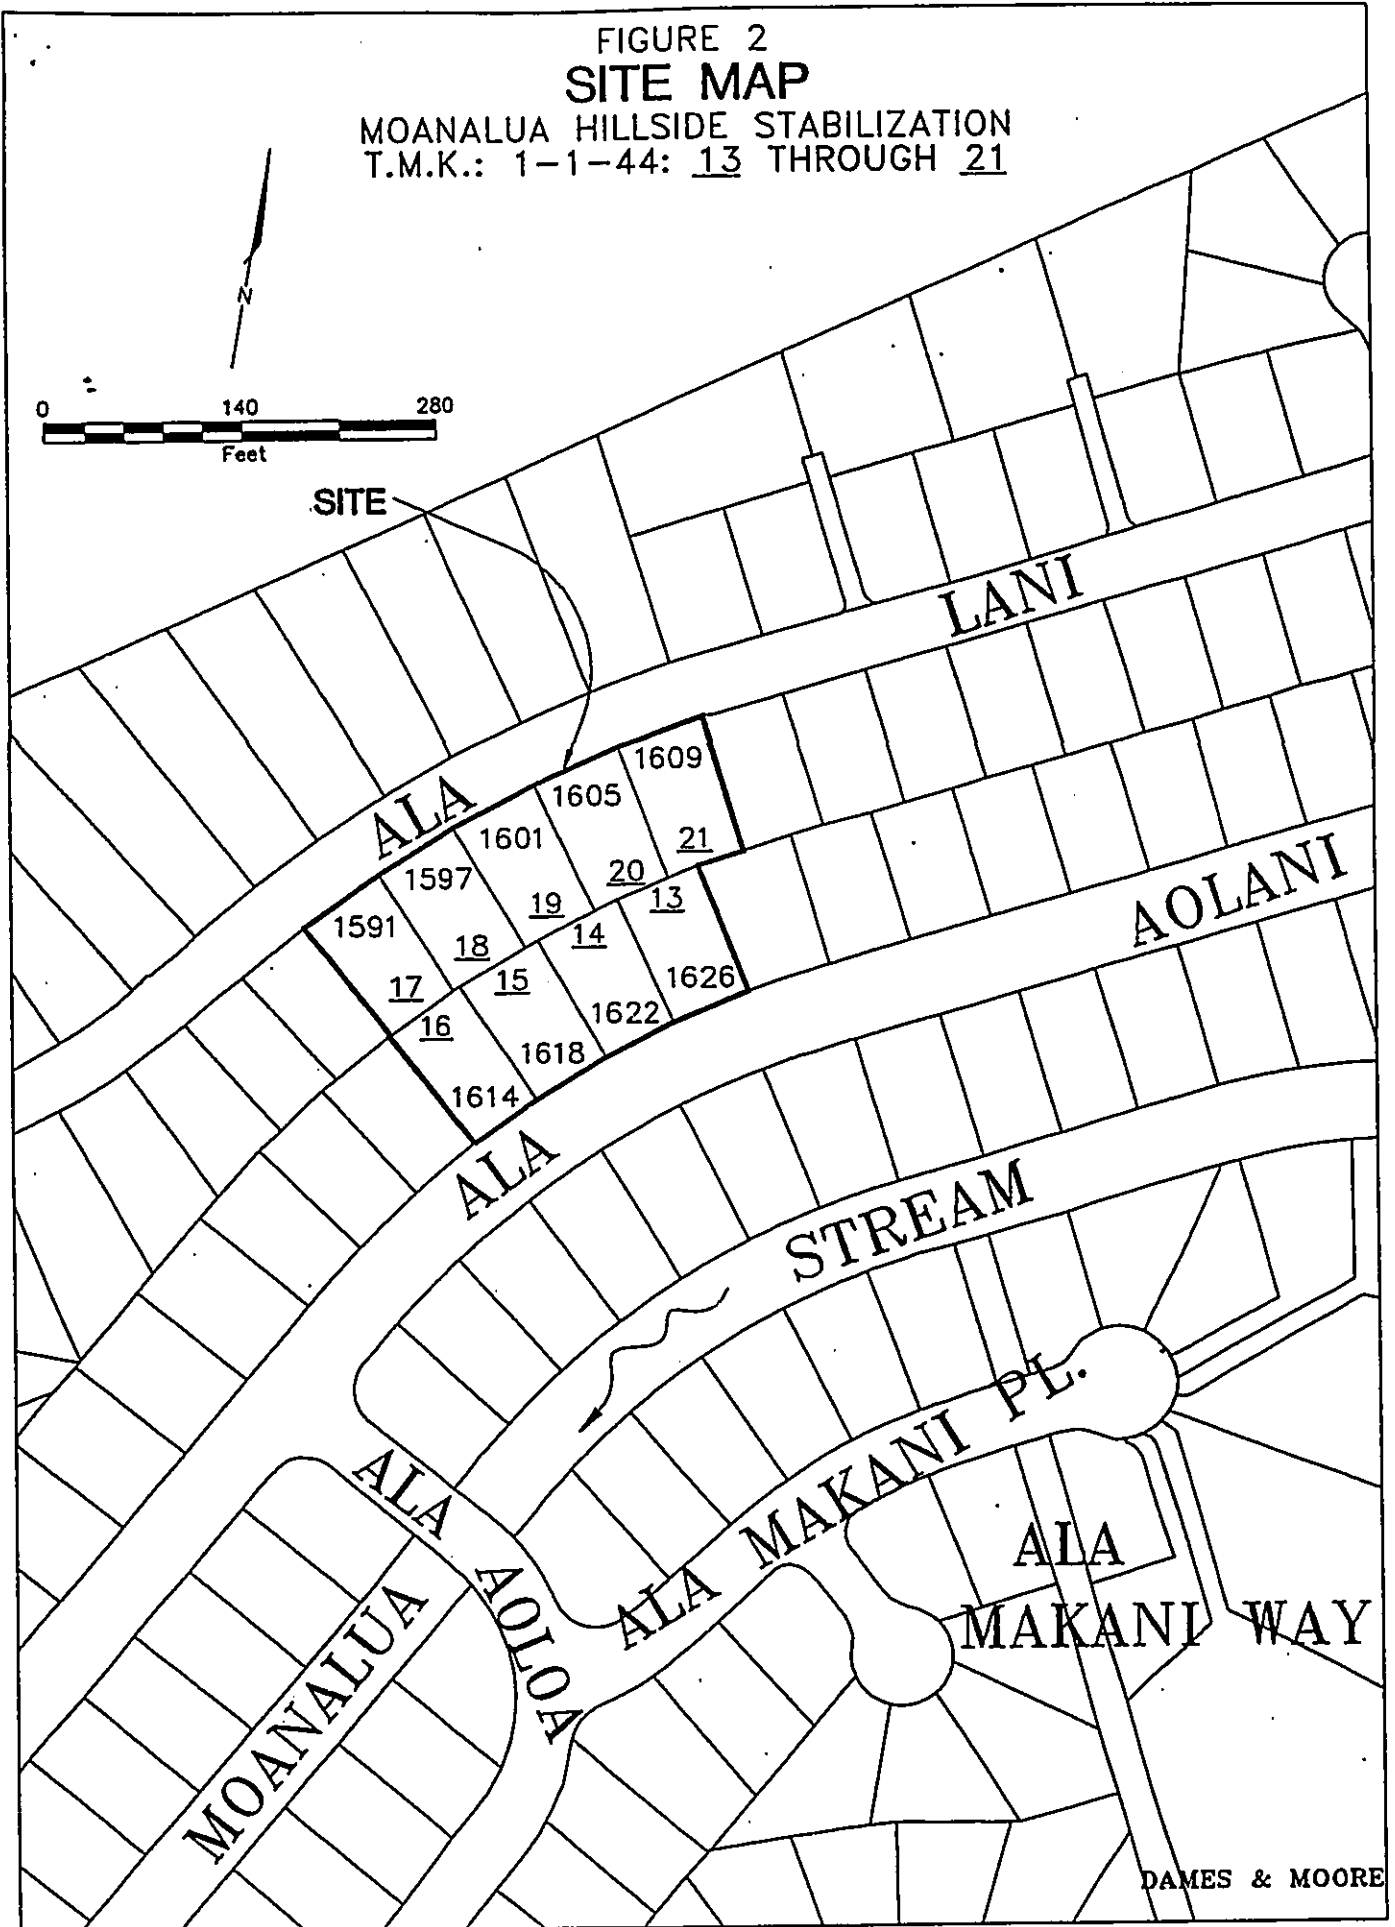 FIGURE 2
SITE MAP
MOANALUA HILLSIDE STABILIZATION
T.M.K.: 1-1-44: 13 THROUGH 21
N
0 140 280
Feet
SITE
LANI
ALA
1609
1605
1601
1597
1591
21
20
19
18
17
13
14
15
16
1626
1622
1618
1614
AOLANI
ALA
STREAM
ALA AOLOA
ALA MAKANI PL.
ALA
MAKANI WAY
MOANALUA
DAMES & MOORE